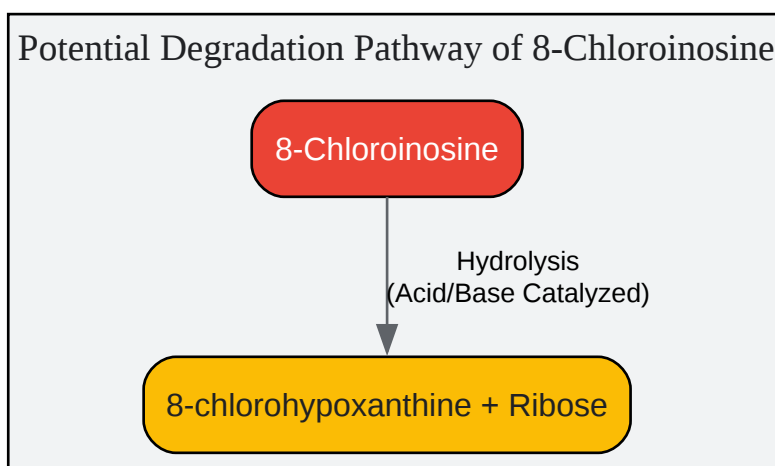 Potential Degradation Pathway of 8-Chloroinosine
8-Chloroinosine
Hydrolysis
(Acid/Base Catalyzed)
8-chlorohypoxanthine + Ribose